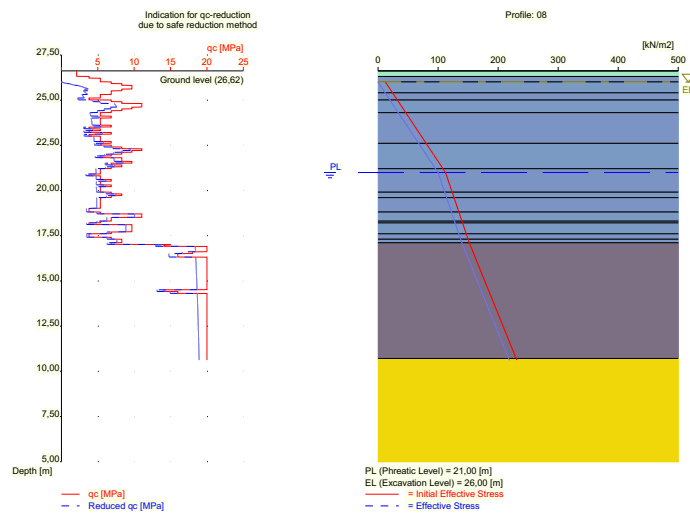 Indication for qc-reduction
due to safe reduction method
qc [MPa]
27,50
5 10 15 20 25
Ground level (26,62)
25,00
22,50
20,00
17,50
15,00
12,50
10,00
7,50
5,00
Depth [m]
qc [MPa]
Reduced qc [MPa]
Profile: 08
[kN/m2]
0 100 200 300 400 500
EL
PL
PL (Phreatic Level) = 21,00 [m]
EL (Excavation Level) = 26,00 [m]
= Initial Effective Stress
= Effective Stress